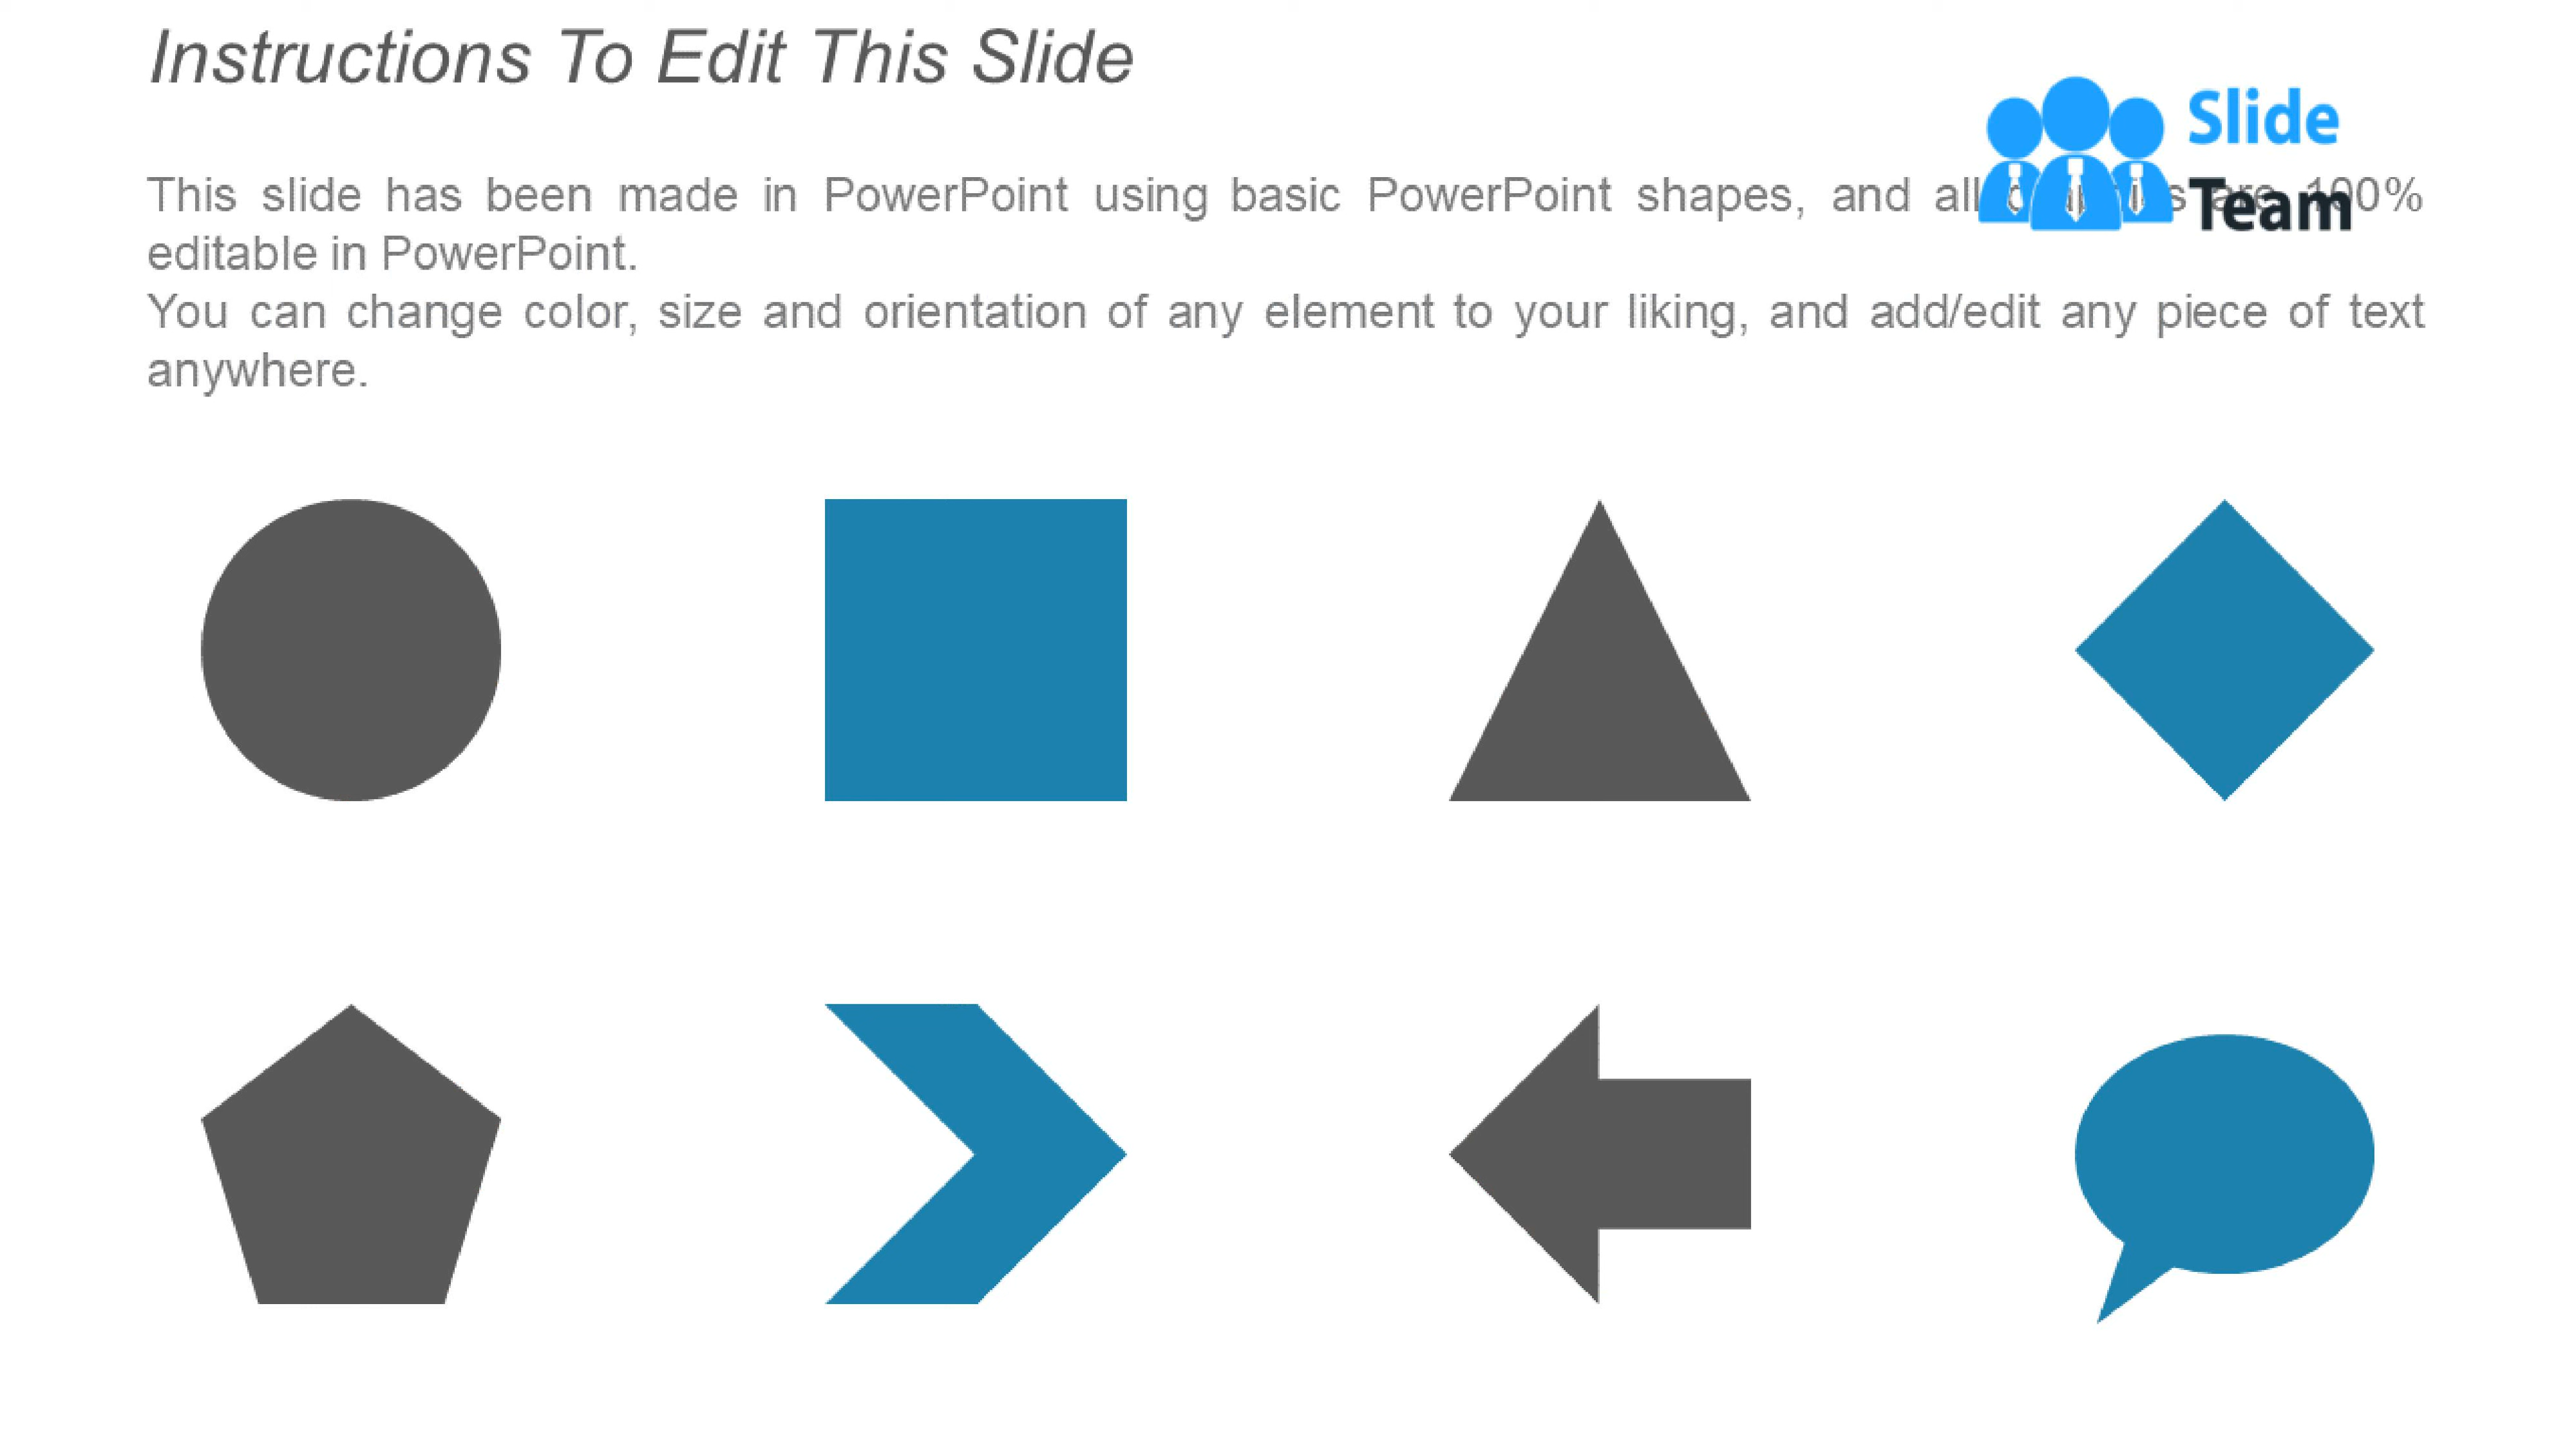 Instructions To Edit This Slide
Slide
Team
This slide has been made in PowerPoint using basic PowerPoint shapes, and all are 100%
editable in PowerPoint.
You can change color, size and orientation of any element to your liking, and add/edit any piece of text
anywhere.